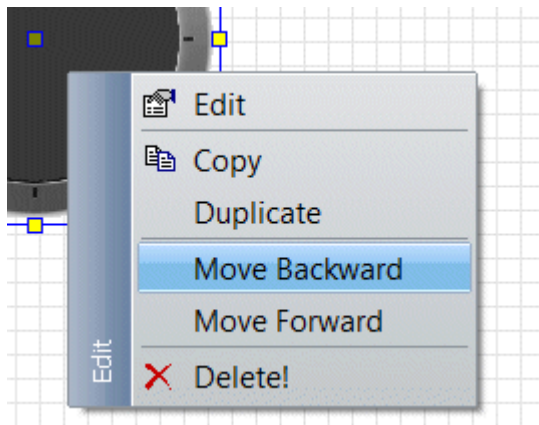 Edit
Copy
Duplicate
Move Backward
Move Forward
Delete!
Edit